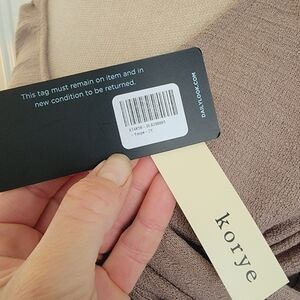 This tag must remain on item and in
new condition to be returned.
DAILYLOOK.COM
korye